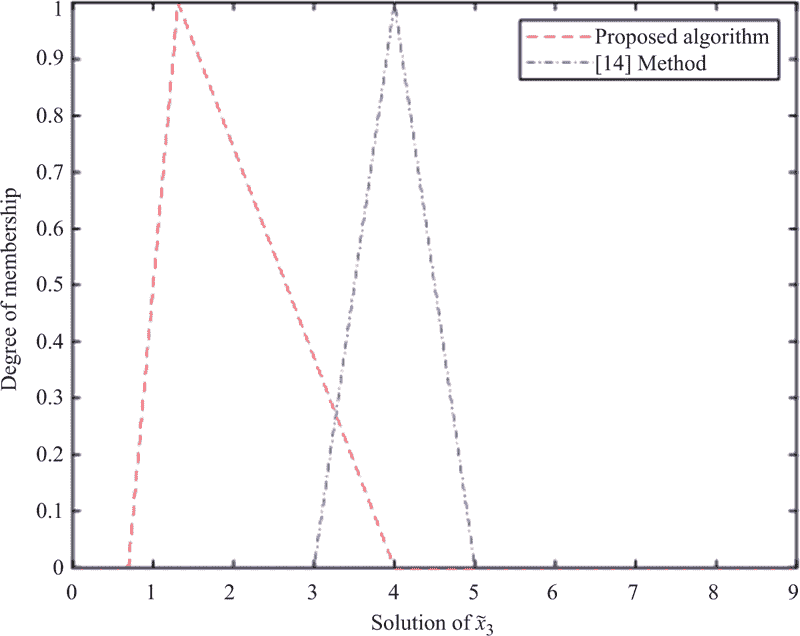 1
0.9
0.8
0.7
0.6
0.5
0.4
0.3
0.2
0.1
0
Degree of membership
Proposed algorithm
[14] Method
0 1 2 3 4 5 6 7 8 9
Solution of x̃₃